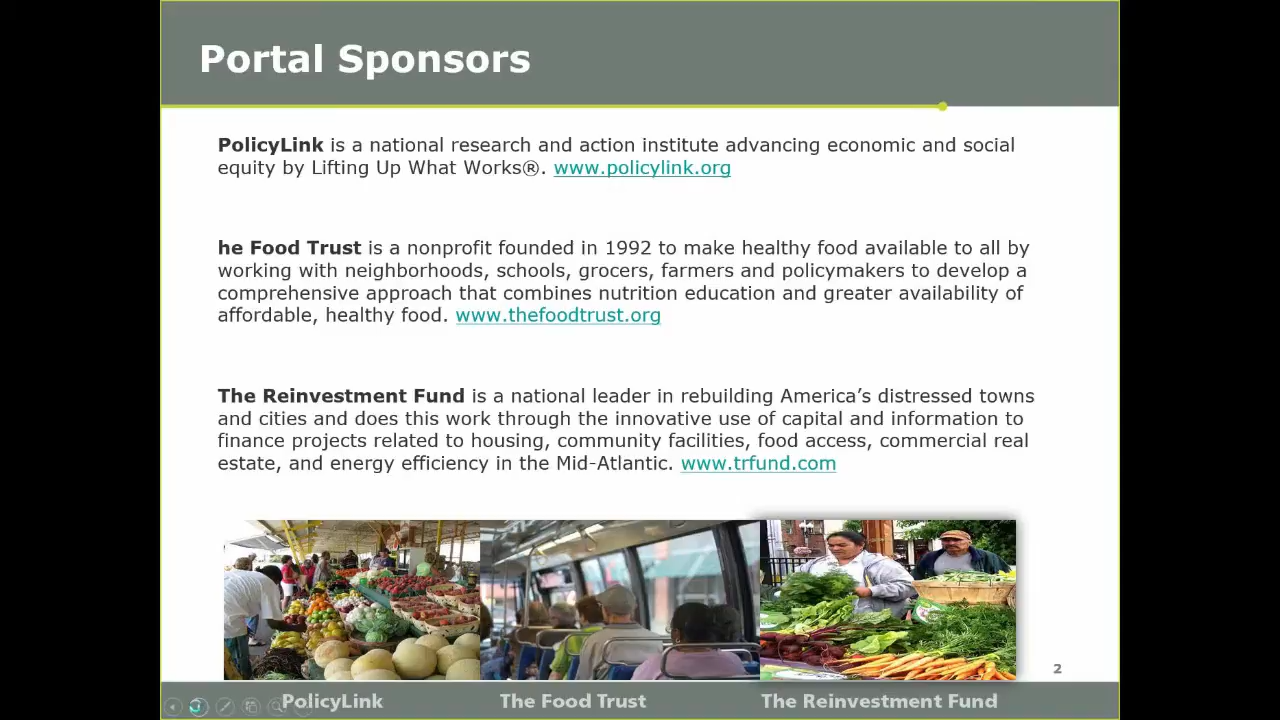 Portal Sponsors
PolicyLink is a national research and action institute advancing economic and social
equity by Lifting Up What Works®. www.policylink.org
he Food Trust is a nonprofit founded in 1992 to make healthy food available to all by
working with neighborhoods, schools, grocers, farmers and policymakers to develop a
comprehensive approach that combines nutrition education and greater availability of
affordable, healthy food. www.thefoodtrust.org
The Reinvestment Fund is a national leader in rebuilding America’s distressed towns
and cities and does this work through the innovative use of capital and information to
finance projects related to housing, community facilities, food access, commercial real
estate, and energy efficiency in the Mid-Atlantic. www.trfund.com
2
PolicyLink The Food Trust The Reinvestment Fund